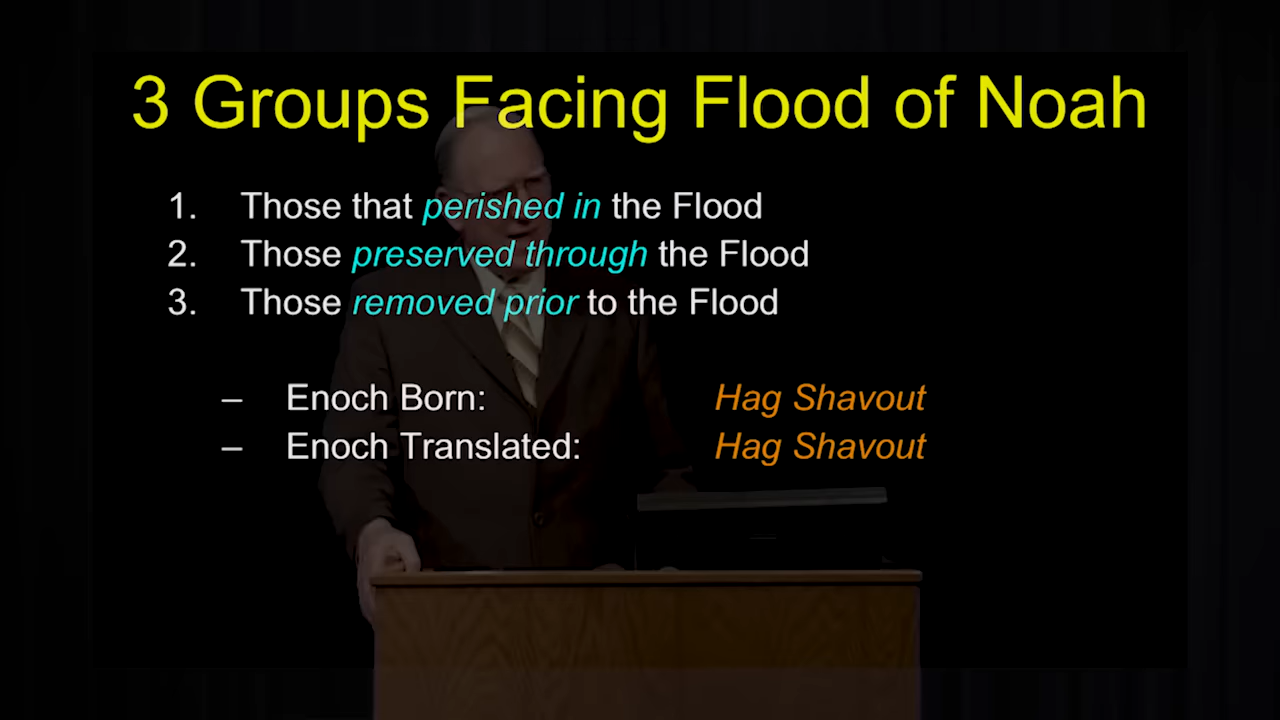 3 Groups Facing Flood of Noah
1. Those that perished in the Flood
2. Those preserved through the Flood
3. Those removed prior to the Flood
– Enoch Born: Hag Shavout
– Enoch Translated: Hag Shavout